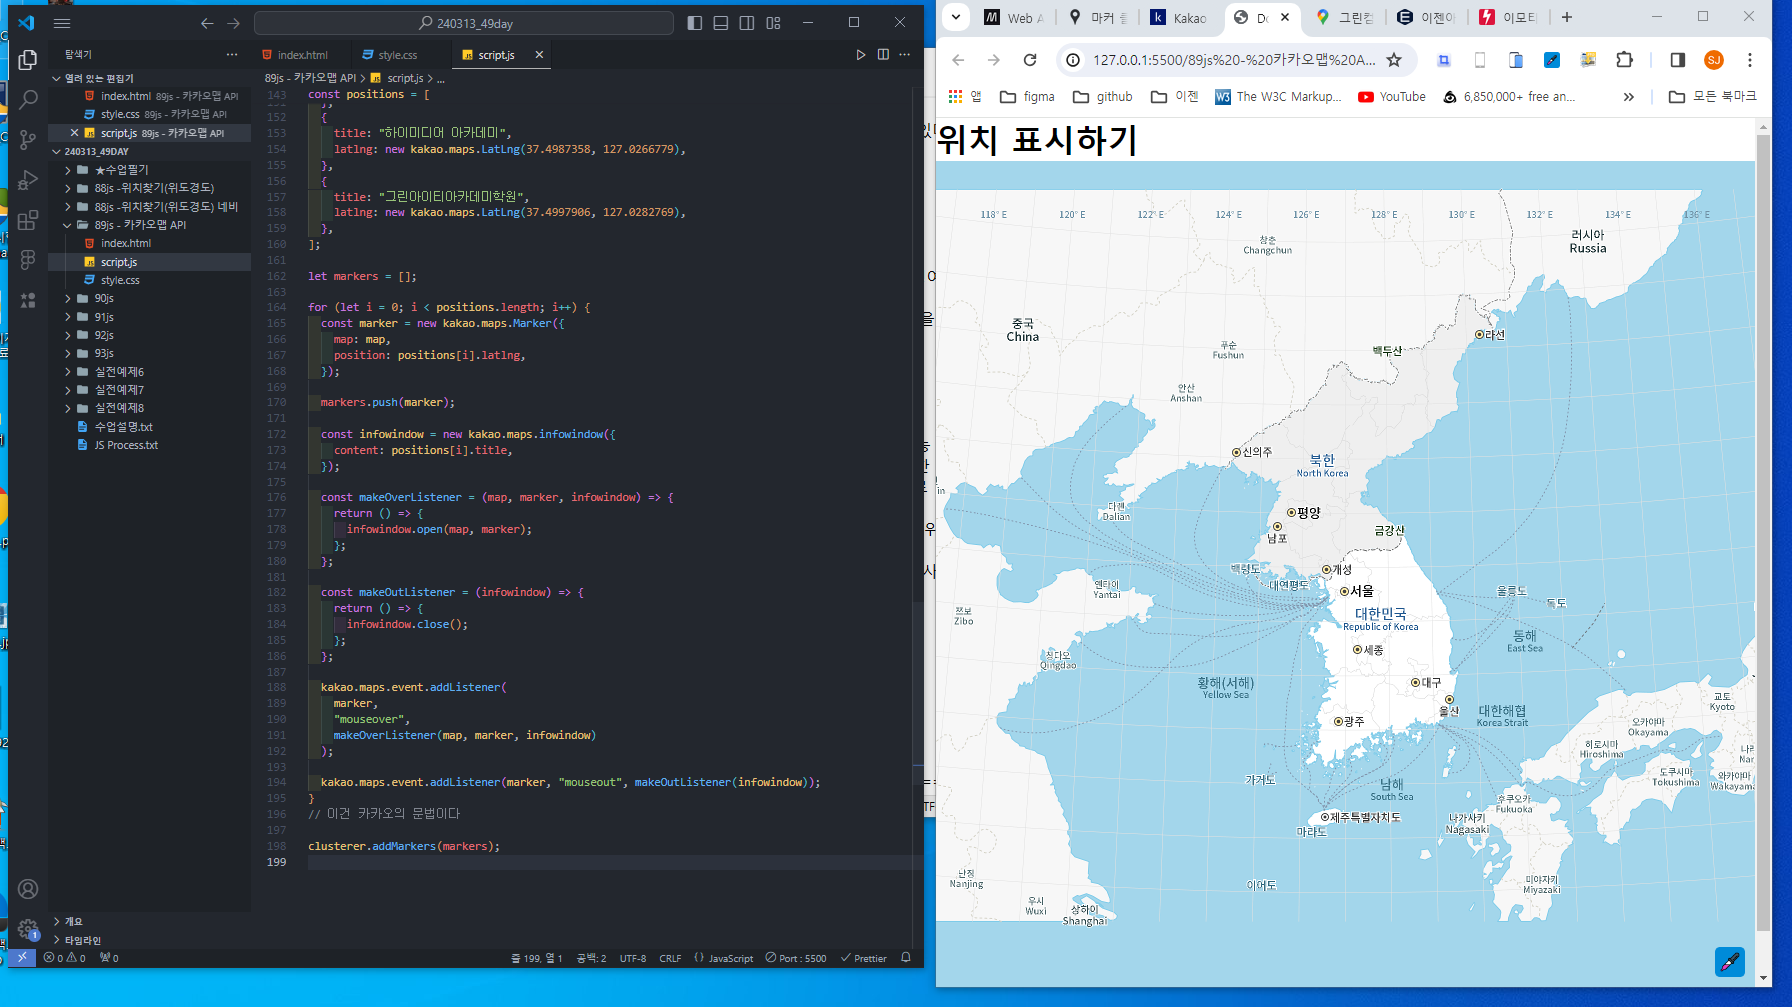 240313_49day
탐색기
열려 있는 편집기
index.html 89js - 카카오맵 API
style.css 89js - 카카오맵 API
script.js 89js - 카카오맵 API
240313_49DAY
★수업필기
88js -위치찾기(위도경도)
88js -위치찾기(위도경도) 네비
89js - 카카오맵 API
index.html
script.js
style.css
90js
91js
92js
93js
실전예제6
실전예제7
실전예제8
수업설명.txt
JS Process.txt
개요
타임라인
index.html
style.css
script.js
89js - 카카오맵 API > script.js > ...
143 const positions = [
152 {
153 title: "하이미디어 아카데미",
154 latlng: new kakao.maps.LatLng(37.4987358, 127.0266779),
155 },
156 {
157 title: "그린아이티아카데미학원",
158 latlng: new kakao.maps.LatLng(37.4997906, 127.0282769),
159 },
160 ];
161
162 let markers = [];
163
164 for (let i = 0; i < positions.length; i++) {
165 const marker = new kakao.maps.Marker({
166 map: map,
167 position: positions[i].latlng,
168 });
169
170 markers.push(marker);
171
172 const infowindow = new kakao.maps.infowindow({
173 content: positions[i].title,
174 });
175
176 const makeOverListener = (map, marker, infowindow) => {
177 return () => {
178 infowindow.open(map, marker);
179 };
180 };
181
182 const makeOutListener = (infowindow) => {
183 return () => {
184 infowindow.close();
185 };
186 };
187
188 kakao.maps.event.addListener(
189 marker,
190 "mouseover",
191 makeOverListener(map, marker, infowindow)
192 );
193
194 kakao.maps.event.addListener(marker, "mouseout", makeOutListener(infowindow));
195 }
196 // 이건 카카오의 문법이다
197
198 clusterer.addMarkers(markers);
199
0 0 0
줄 199, 열 1 공백: 2 UTF-8 CRLF {} JavaScript Port : 5500 Prettier
Web 마커 Kakao 그린컴 이젠아 이모티
127.0.0.1:5500/89js%20-%20카카오맵%20A...
SJ
앱 figma github 이젠 The W3C Markup... YouTube 6,850,000+ free an... » 모든 북마크
위치 표시하기
118° E 120° E 122° E 124° E 126° E 128° E 130° E 132° E 134° E 136° E
러시아
Russia
창춘
Changchun
중국
China
라선
푸순
Fushun
백두산
안산
Anshan
신의주
북한
North Korea
다롄
Dalian
평양
남포
금강산
백령도
개성
대연평도
옌타이
Yantai
서울
울릉도
독도
쯔보
Zibo
대한민국
Republic of Korea
동해
East Sea
세종
칭다오
Qingdao
황해(서해)
Yellow Sea
대구
울산
대한해협
Korea Strait
교토
Kyoto
광주
오카야마
Okayama
히로시마
Hiroshima
도쿠시마
Tokushima
와카야마
Wakayama
가거도
남해
South Sea
후쿠오카
Fukuoka
제주특별자치도
마라도
나가사키
Nagasaki
난징
Nanjing
이어도
미야자키
Miyazaki
우시
Wuxi
상하이
Shanghai